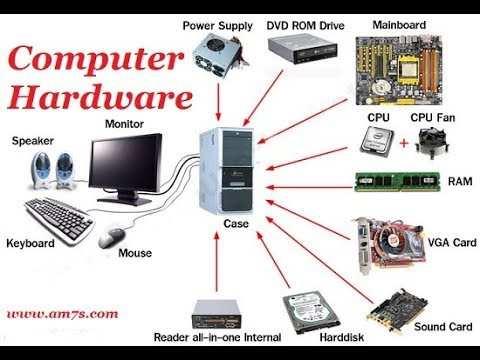 Power Supply
DVD ROM Drive
Mainboard
Computer
Hardware
CPU
CPU Fan
+
Monitor
Speaker
RAM
Case
Keyboard
Mouse
VGA Card
www.am7s.com
Reader all-in-one Internal
Harddisk
Sound Card